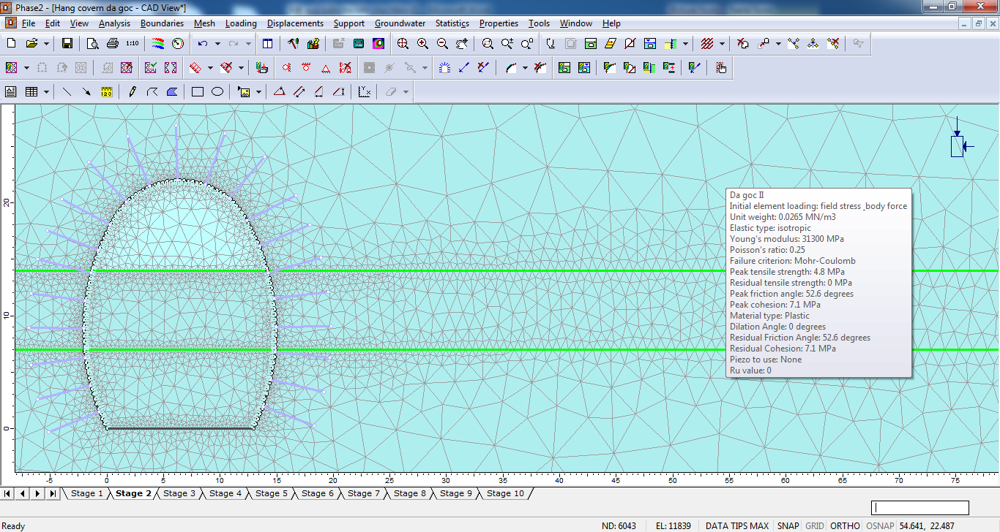 Phase2 - [Hang covern da goc - CAD View*]
File Edit View Analysis Boundaries Mesh Loading Displacements Support Groundwater Statistics Properties Tools Window Help
1:10
123
Da goc II
Initial element loading: field stress _body force
Unit weight: 0.0265 MN/m3
Elastic type: isotropic
Young's modulus: 31300 MPa
Poisson's ratio: 0.25
Failure criterion: Mohr-Coulomb
Peak tensile strength: 4.8 MPa
Residual tensile strength: 0 MPa
Peak friction angle: 52.6 degrees
Peak cohesion: 7.1 MPa
Material type: Plastic
Dilation Angle: 0 degrees
Residual Friction Angle: 52.6 degrees
Residual Cohesion: 7.1 MPa
Piezo to use: None
Ru value: 0
20
10
0
-5 0 5 10 15 20 25 30 35 40 45 50 55 60 65 70 75
Stage 1 Stage 2 Stage 3 Stage 4 Stage 5 Stage 6 Stage 7 Stage 8 Stage 9 Stage 10
Ready ND: 6043 EL: 11839 DATA TIPS MAX SNAP GRID ORTHO OSNAP 54.641, 22.487